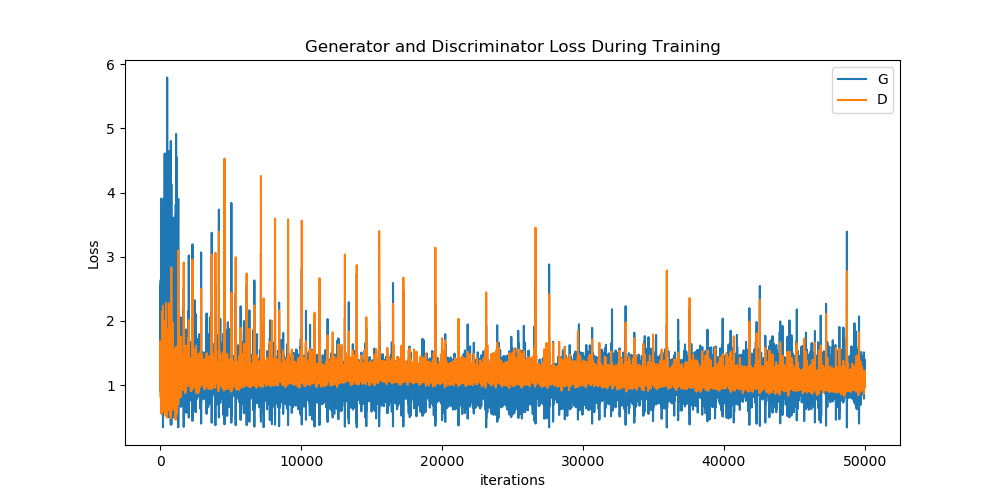 Generator and Discriminator Loss During Training
G
D
6
5
4
3
2
1
Loss
0
10000
20000
30000
40000
50000
iterations